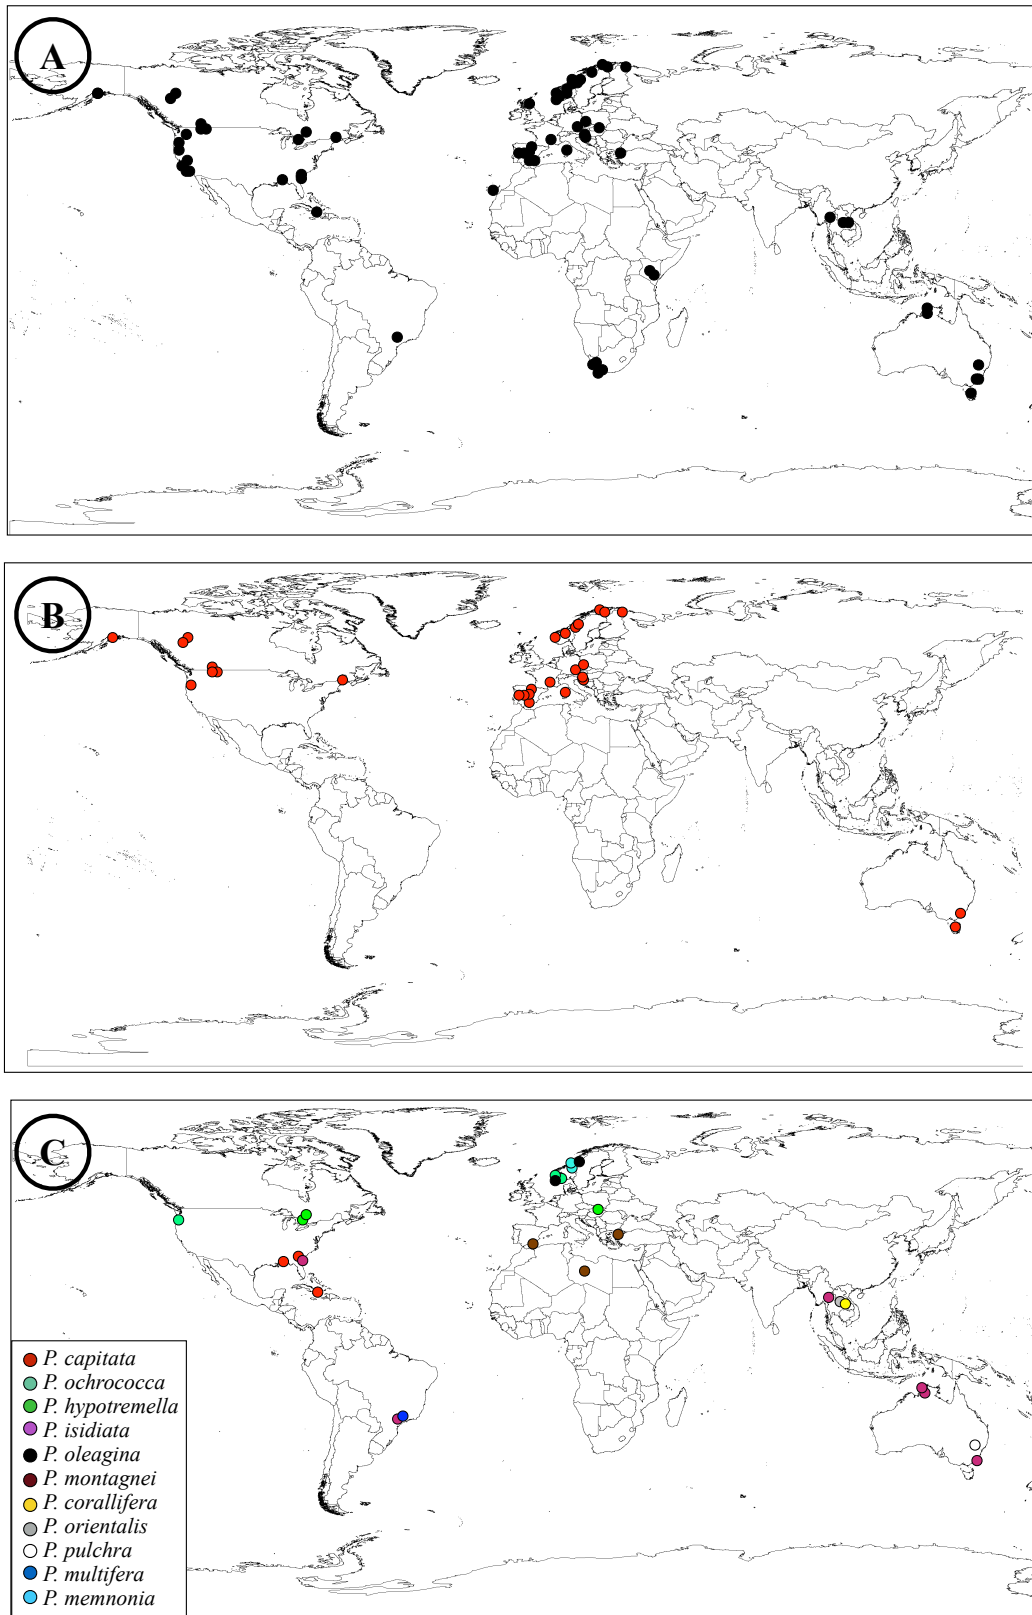 A
B
C
P. capitata
P. ochrococca
P. hypotremella
P. isidiata
P. oleagina
P. montagnei
P. corallifera
P. orientalis
P. pulchra
P. multifera
P. memnonia